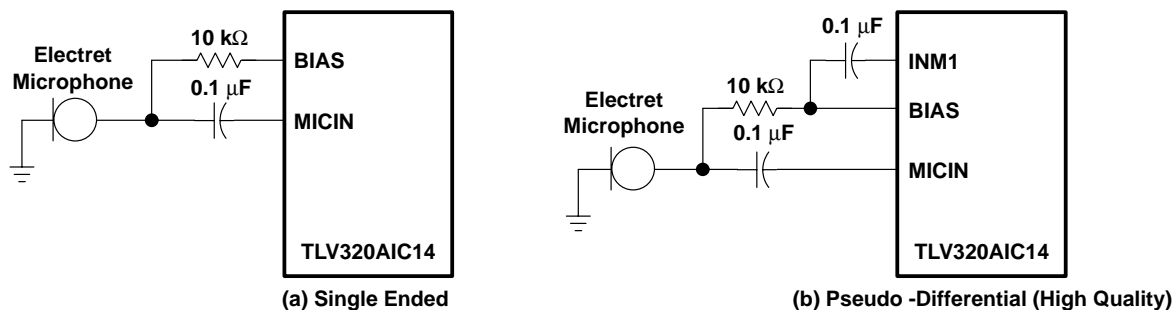 10 kΩ
Electret
Microphone
BIAS
0.1 μF
MICIN
TLV320AIC14
(a) Single Ended
0.1 μF
INM1
10 kΩ
Electret
Microphone
BIAS
0.1 μF
MICIN
TLV320AIC14
(b) Pseudo -Differential (High Quality)